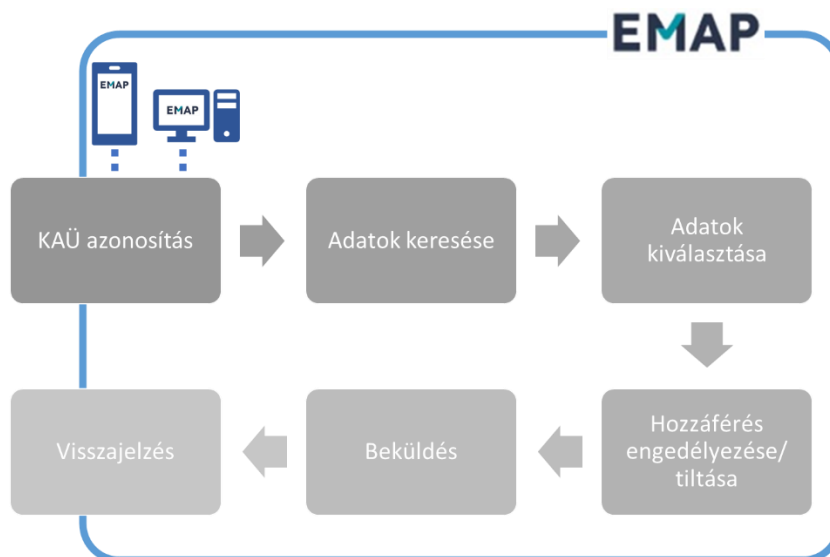 EMAP
EMAP
EMAP
KAÜ azonosítás
Adatok keresése
Adatok
kiválasztása
Hozzáférés
engedélyezése/
tiltása
Beküldés
Visszajelzés